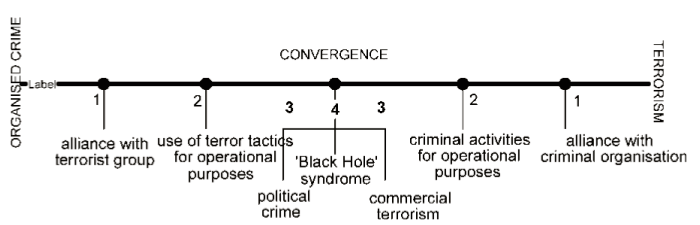 ORGANISED CRIME
CONVERGENCE
TERRORISM
Label
1
2
3
4
3
2
1
alliance with
terrorist group
use of terror tactics
for operational
purposes
'Black Hole'
syndrome
criminal activities
for operational
purposes
alliance with
criminal organisation
political
crime
commercial
terrorism